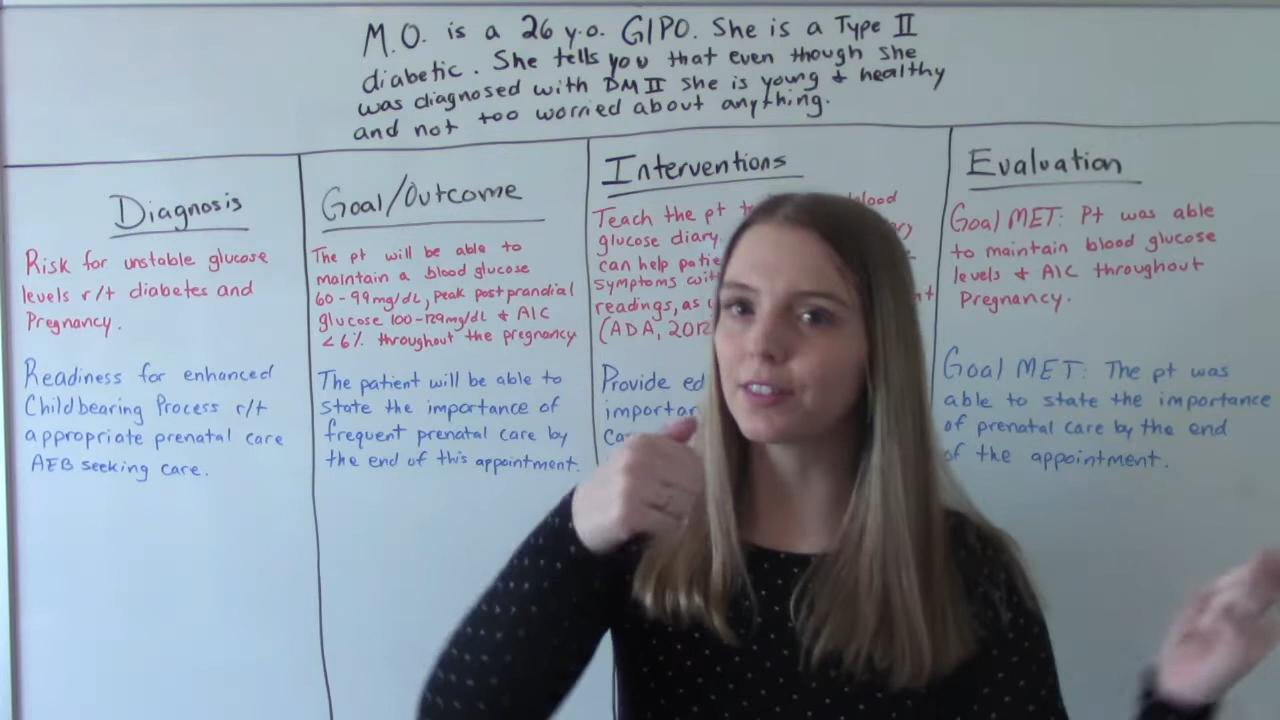 M.O. is a 26 y.o. G1P0. She is a Type II
diabetic. She tells you that even though she
was diagnosed with DM II she is young + healthy
and not too worried about anything.
Diagnosis
Risk for unstable glucose
levels r/t diabetes and
Pregnancy.
Readiness for enhanced
Childbearing Process r/t
appropriate prenatal care
AEB seeking care.
Goal/Outcome
The pt will be able to
maintain a blood glucose
60-99mg/dL, peak postprandial
glucose 100-129mg/dL + A1C
<6% throughout the pregnancy
The patient will be able to
state the importance of
frequent prenatal care by
the end of this appointment.
Interventions
Teach the pt blood
glucose diary.
can help
symptoms
readings, as
(ADA,
Provide

Evaluation
Goal MET: Pt was able
to maintain blood glucose
levels + A1C throughout
Pregnancy.
Goal MET: The pt was
able to state the importance
of prenatal care by the end
of the appointment.